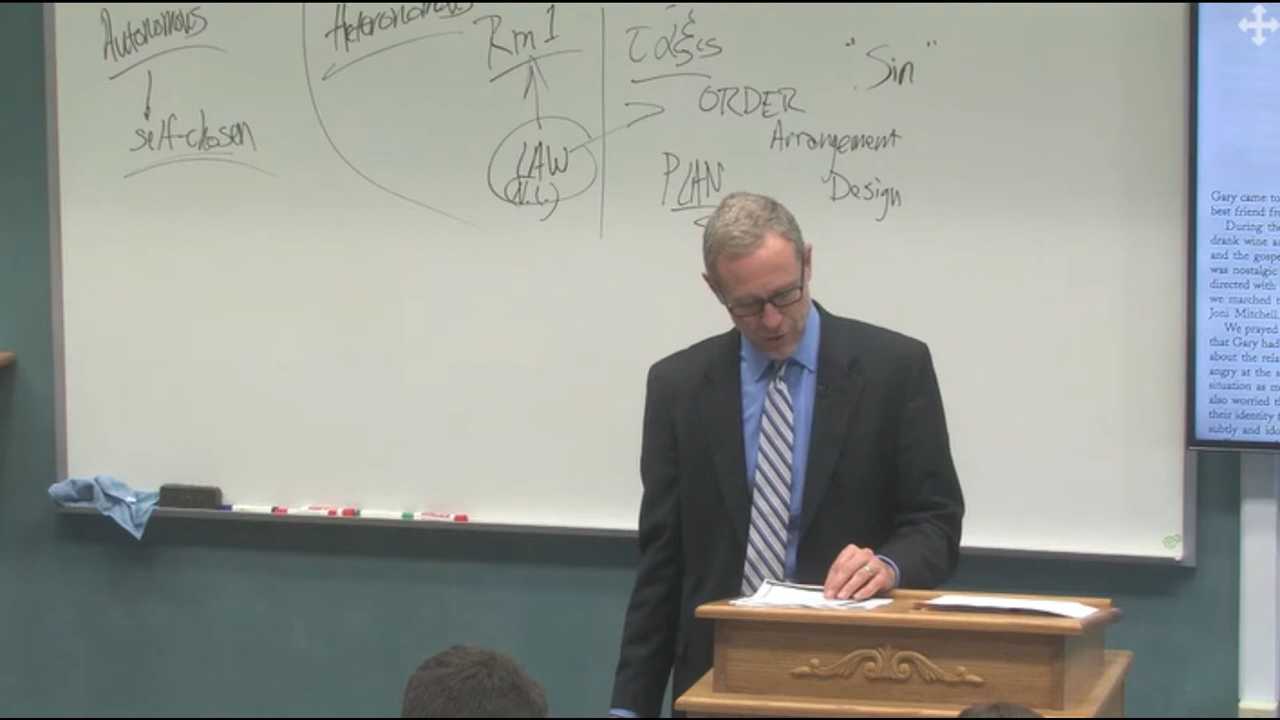 Autonomous
self-chosen
Heteronomous
Rm 1
LAW
(N.L.)
τάξις
"Sin"
ORDER
Arrangement
PLAN
Design
Gary came to
best friend fr
During the
drank wine a
and the gospe
was nostalgic
directed with
we marched t
Joni Mitchell.
We prayed
that Gary had
about the rela
angry at the s
situation as m
also worried t
their identity
subtly and ido